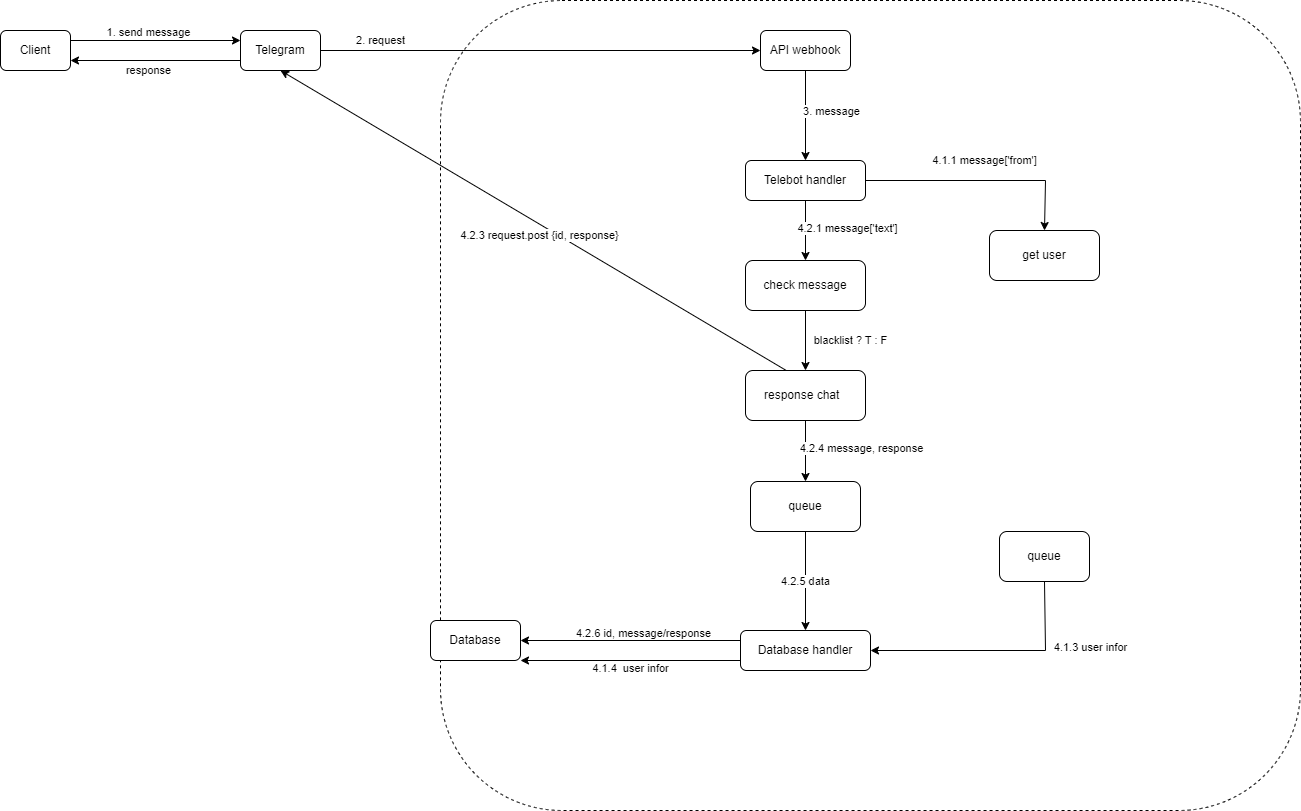 Client
1. send message
response
Telegram
2. request
API webhook
3. message
Telebot handler
4.1.1 message['from']
get user
4.2.1 message['text']
check message
4.2.3 request.post {id, response}
blacklist ? T : F
response chat
4.2.4 message, response
queue
queue
4.2.5 data
Database
4.2.6 id, message/response
4.1.4 user infor
Database handler
4.1.3 user infor